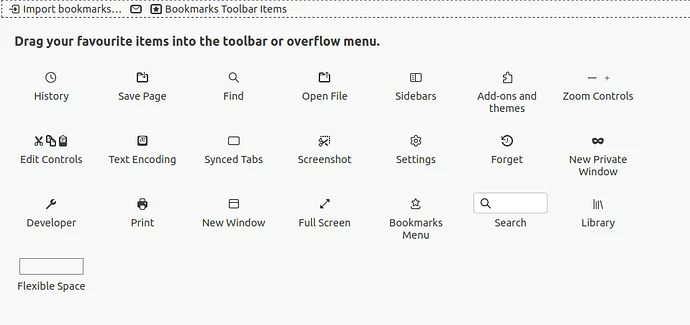 Import bookmarks... Bookmarks Toolbar Items
Drag your favourite items into the toolbar or overflow menu.
History Save Page Find Open File Sidebars Add-ons and themes Zoom Controls
Edit Controls Text Encoding Synced Tabs Screenshot Settings Forget New Private Window
Developer Print New Window Full Screen Bookmarks Menu Search Library
Flexible Space